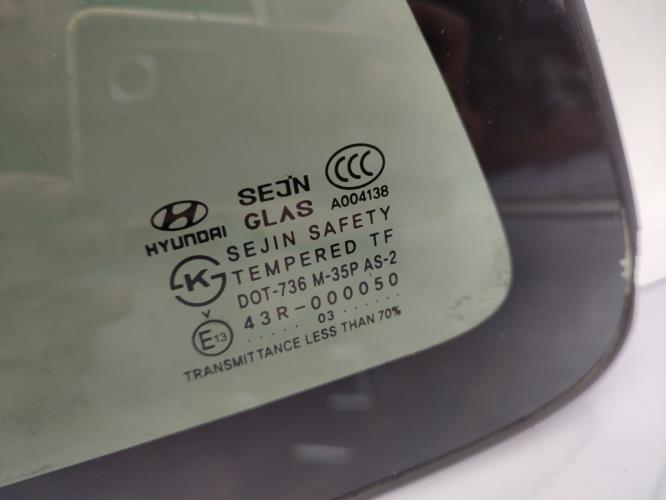 HYUNDAI
SEJIN
GLAS
CCC
A004138
SEJIN SAFETY
TEMPERED TF
K
DOT-736 M-35P AS-2
43R-000050
E13
..... 03 ......
TRANSMITTANCE LESS THAN 70%